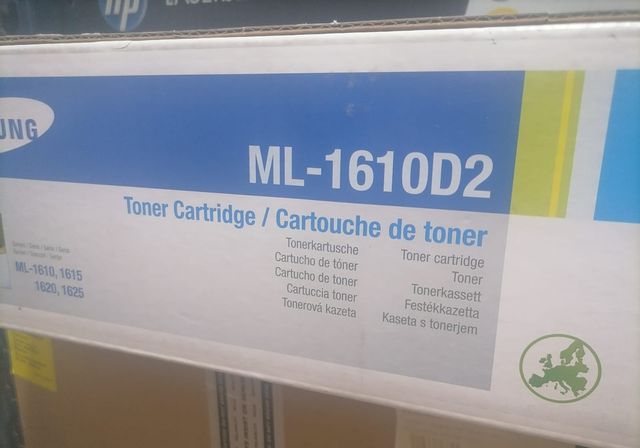 hp
UNG
ML-1610D2
Toner Cartridge / Cartouche de toner
Tonerkartusche
Cartucho de tóner
Cartucho de toner
Cartuccia toner
Tonerová kazeta
Toner cartridge
Toner
Tonerkassett
Festékkazetta
Kaseta s tonerjem
ML-1610, 1615
1620, 1625